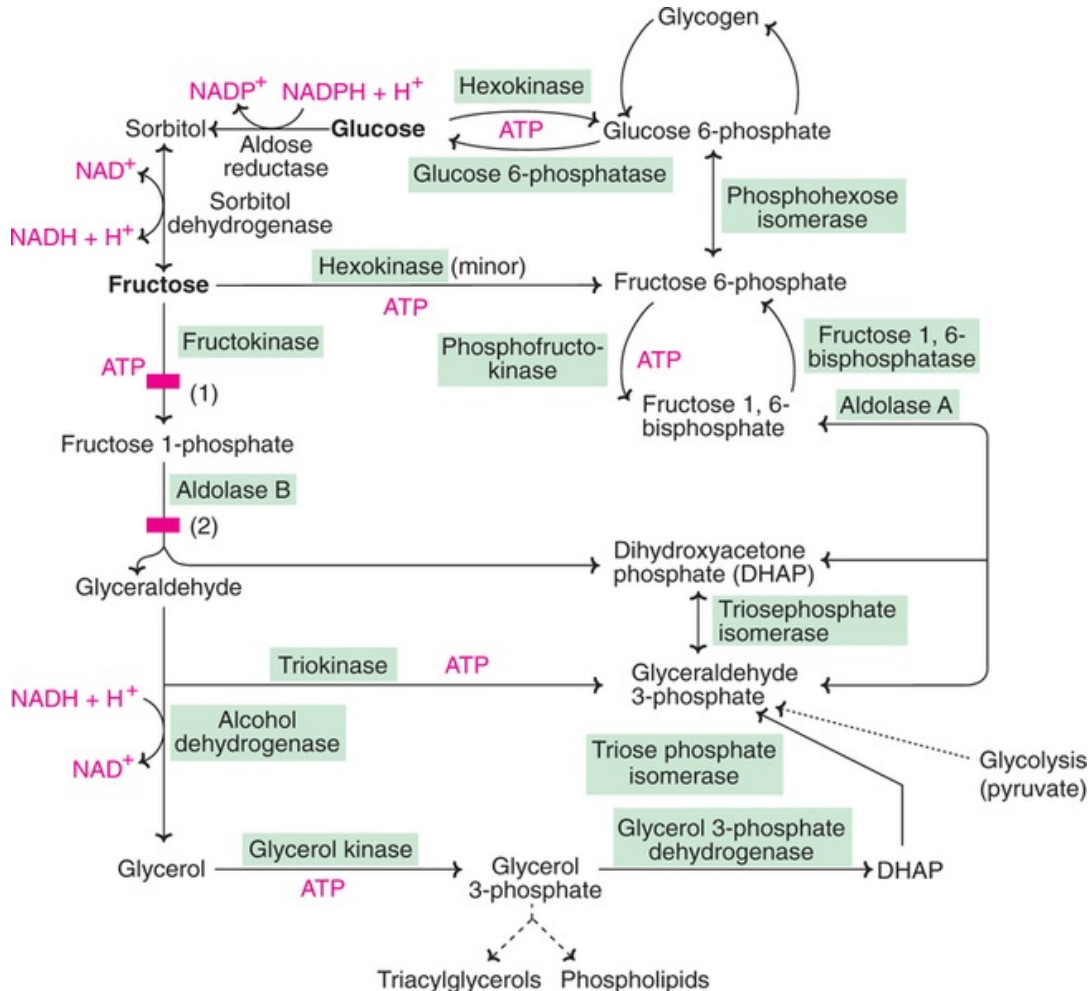 Glycogen
NADP+ NADPH + H+
Hexokinase
Sorbitol Glucose ATP Glucose 6-phosphate
Aldose
reductase
Glucose 6-phosphatase
NAD+
Sorbitol
dehydrogenase
Phosphohexose
isomerase
NADH + H+
Fructose
Hexokinase (minor)
ATP
Fructose 6-phosphate
Fructokinase
ATP
(1)
Phosphofructo-
kinase
ATP
Fructose 1, 6-
bisphosphatase
Fructose 1, 6-
bisphosphate
Aldolase A
Fructose 1-phosphate
Aldolase B
(2)
Glyceraldehyde
Dihydroxyacetone
phosphate (DHAP)
Triosephosphate
isomerase
Triokinase ATP
Glyceraldehyde
3-phosphate
NADH + H+
Alcohol
dehydrogenase
NAD+
Triose phosphate
isomerase
Glycolysis
(pyruvate)
Glycerol
Glycerol kinase
ATP
Glycerol
3-phosphate
Glycerol 3-phosphate
dehydrogenase
DHAP
Triacylglycerols Phospholipids